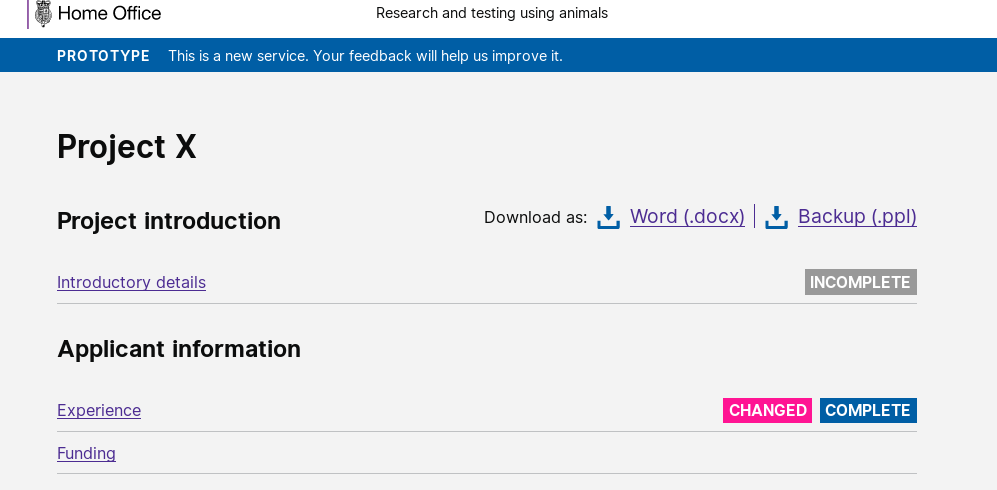 Home Office
Research and testing using animals
PROTOTYPE This is a new service. Your feedback will help us improve it.
Project X
Project introduction
Download as: Word (.docx) Backup (.ppl)
Introductory details INCOMPLETE
Applicant information
Experience CHANGED COMPLETE
Funding